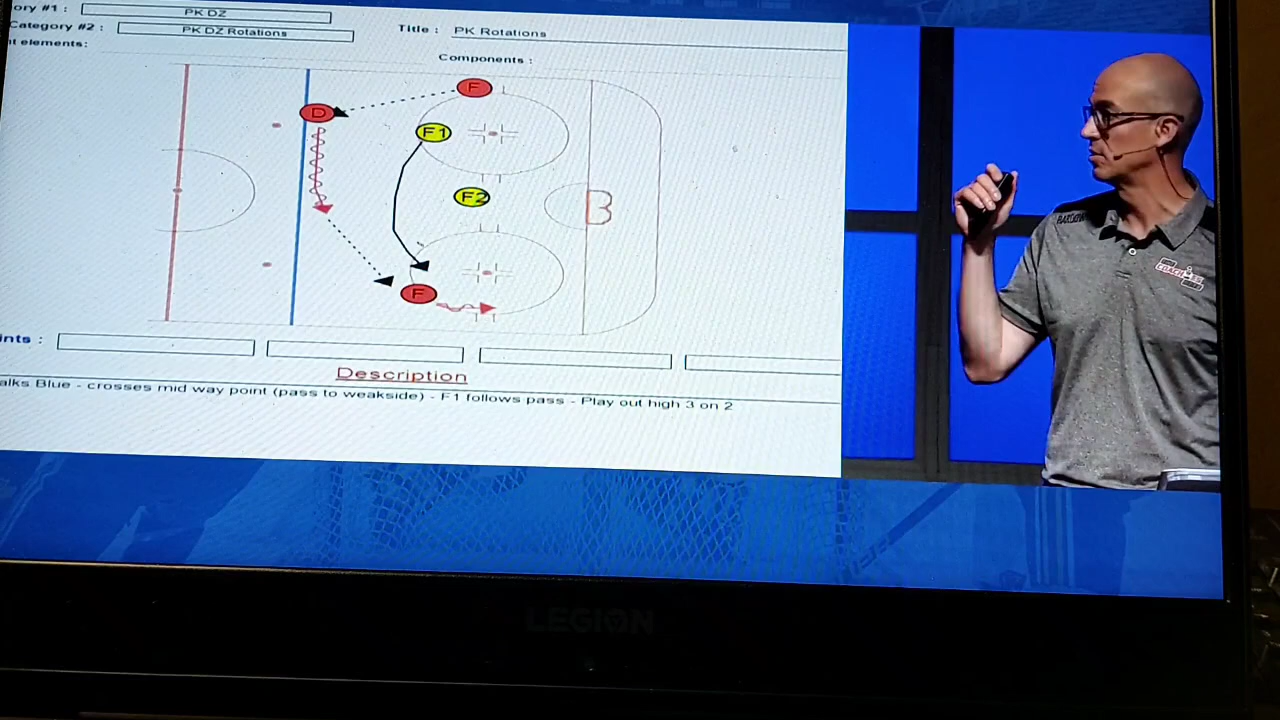 ory #1 :
PK DZ
Category #2 :
PK DZ Rotations
Title : PK Rotations
t elements:
Components :
F
D
F1
F2
F
ints :
Description
alks Blue - crosses mid way point (pass to weakside) - F1 follows pass - Play out high 3 on 2
COACH
LEGION